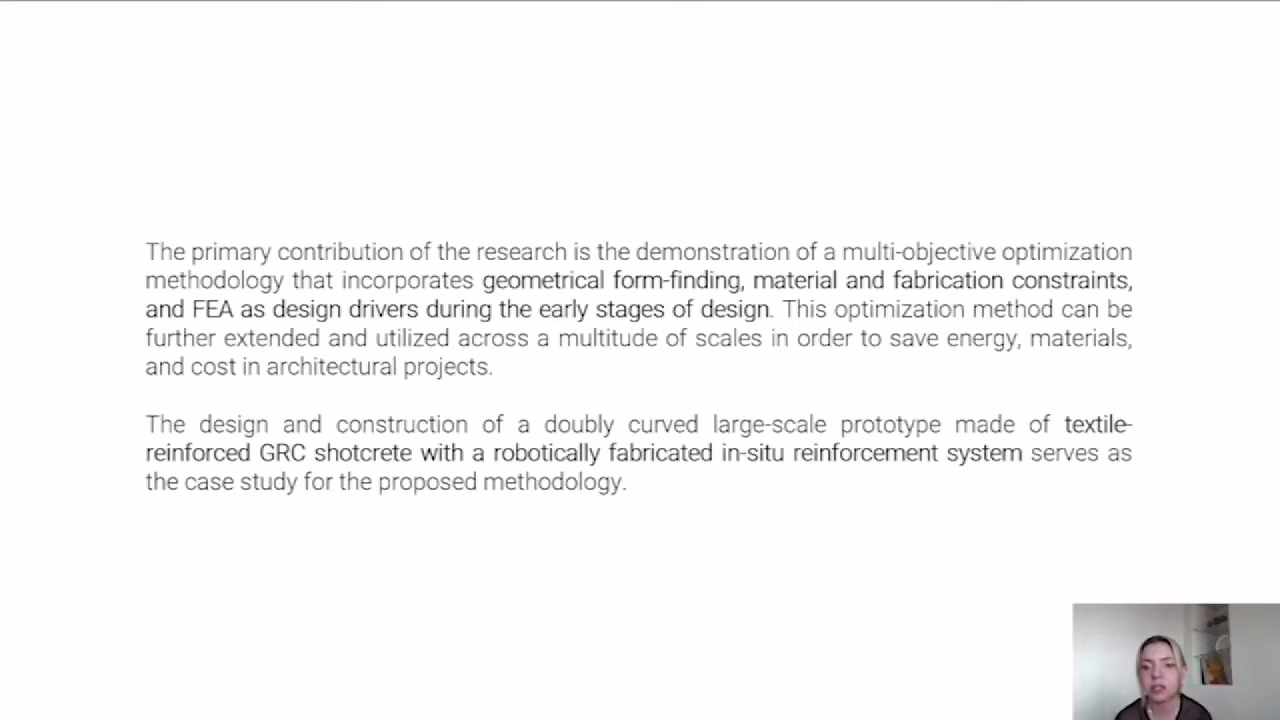 The primary contribution of the research is the demonstration of a multi-objective optimization
methodology that incorporates geometrical form-finding, material and fabrication constraints,
and FEA as design drivers during the early stages of design. This optimization method can be
further extended and utilized across a multitude of scales in order to save energy, materials,
and cost in architectural projects.
The design and construction of a doubly curved large-scale prototype made of textile-
reinforced GRC shotcrete with a robotically fabricated in-situ reinforcement system serves as
the case study for the proposed methodology.